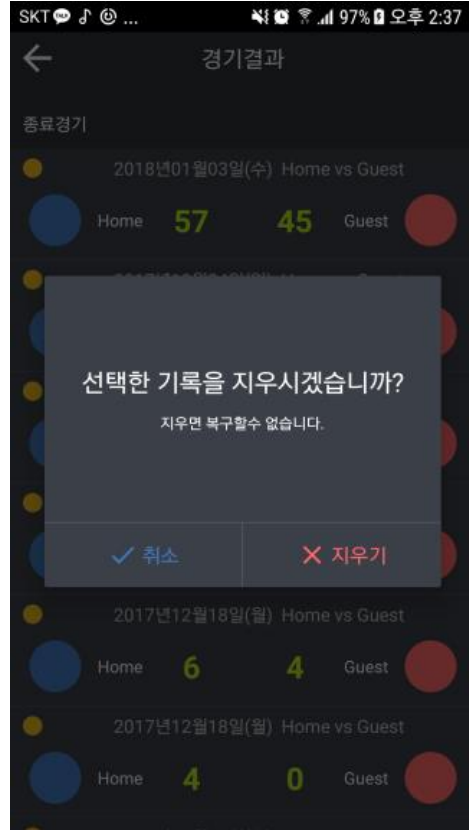 SKT ... 97% 오후 2:37
경기결과
종료경기
2018년01월03일(수) Home vs Guest
Home 57 45 Guest
선택한 기록을 지우시겠습니까?
지우면 복구할수 없습니다.
취소 지우기
2017년12월18일(월) Home vs Guest
Home 6 4 Guest
2017년12월18일(월) Home vs Guest
Home 4 0 Guest